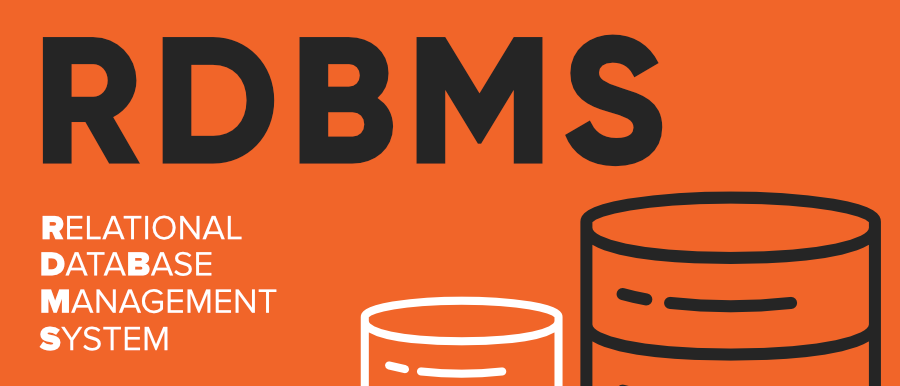 RDBMS
RELATIONAL
DATABASE
MANAGEMENT
SYSTEM